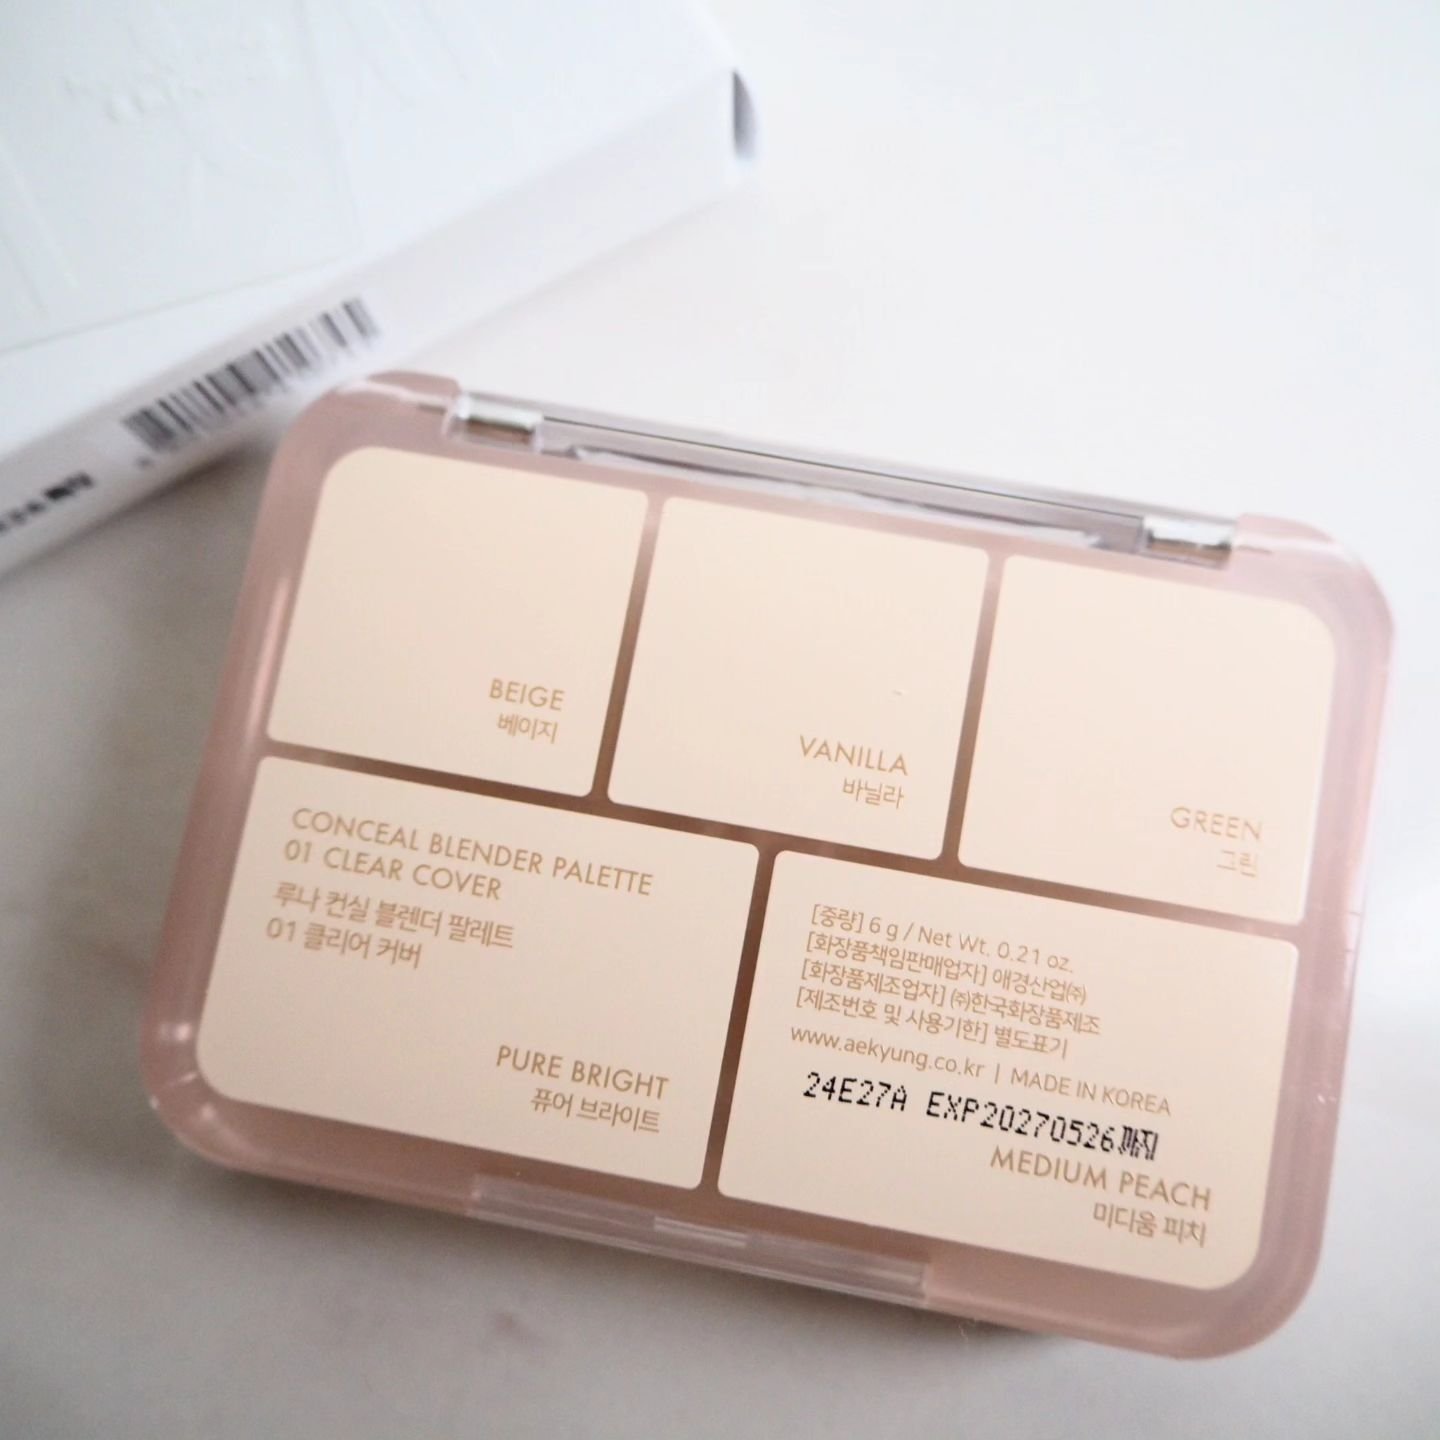 BEIGE
베이지
VANILLA
바닐라
GREEN
그린
CONCEAL BLENDER PALETTE
01 CLEAR COVER
루나 컨실 블렌더 팔레트
01 클리어 커버
PURE BRIGHT
퓨어 브라이트
[중량] 6 g / Net Wt. 0.21 oz.
[화장품책임판매업자] 애경산업㈜
[화장품제조업자] ㈜한국화장품제조
[제조번호 및 사용기한] 별도표기
www.aekyung.co.kr | MADE IN KOREA
24E27A EXP20270526까지
MEDIUM PEACH
미디움 피치